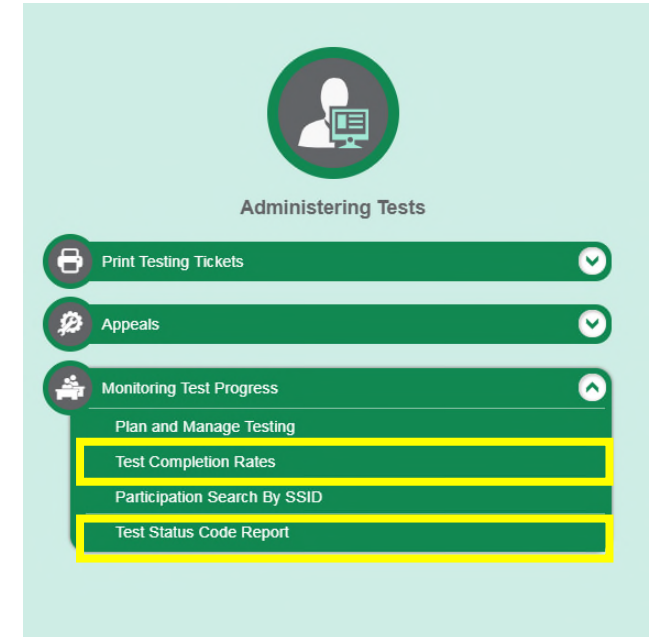 Administering Tests
Print Testing Tickets
Appeals
Monitoring Test Progress
Plan and Manage Testing
Test Completion Rates
Participation Search By SSID
Test Status Code Report